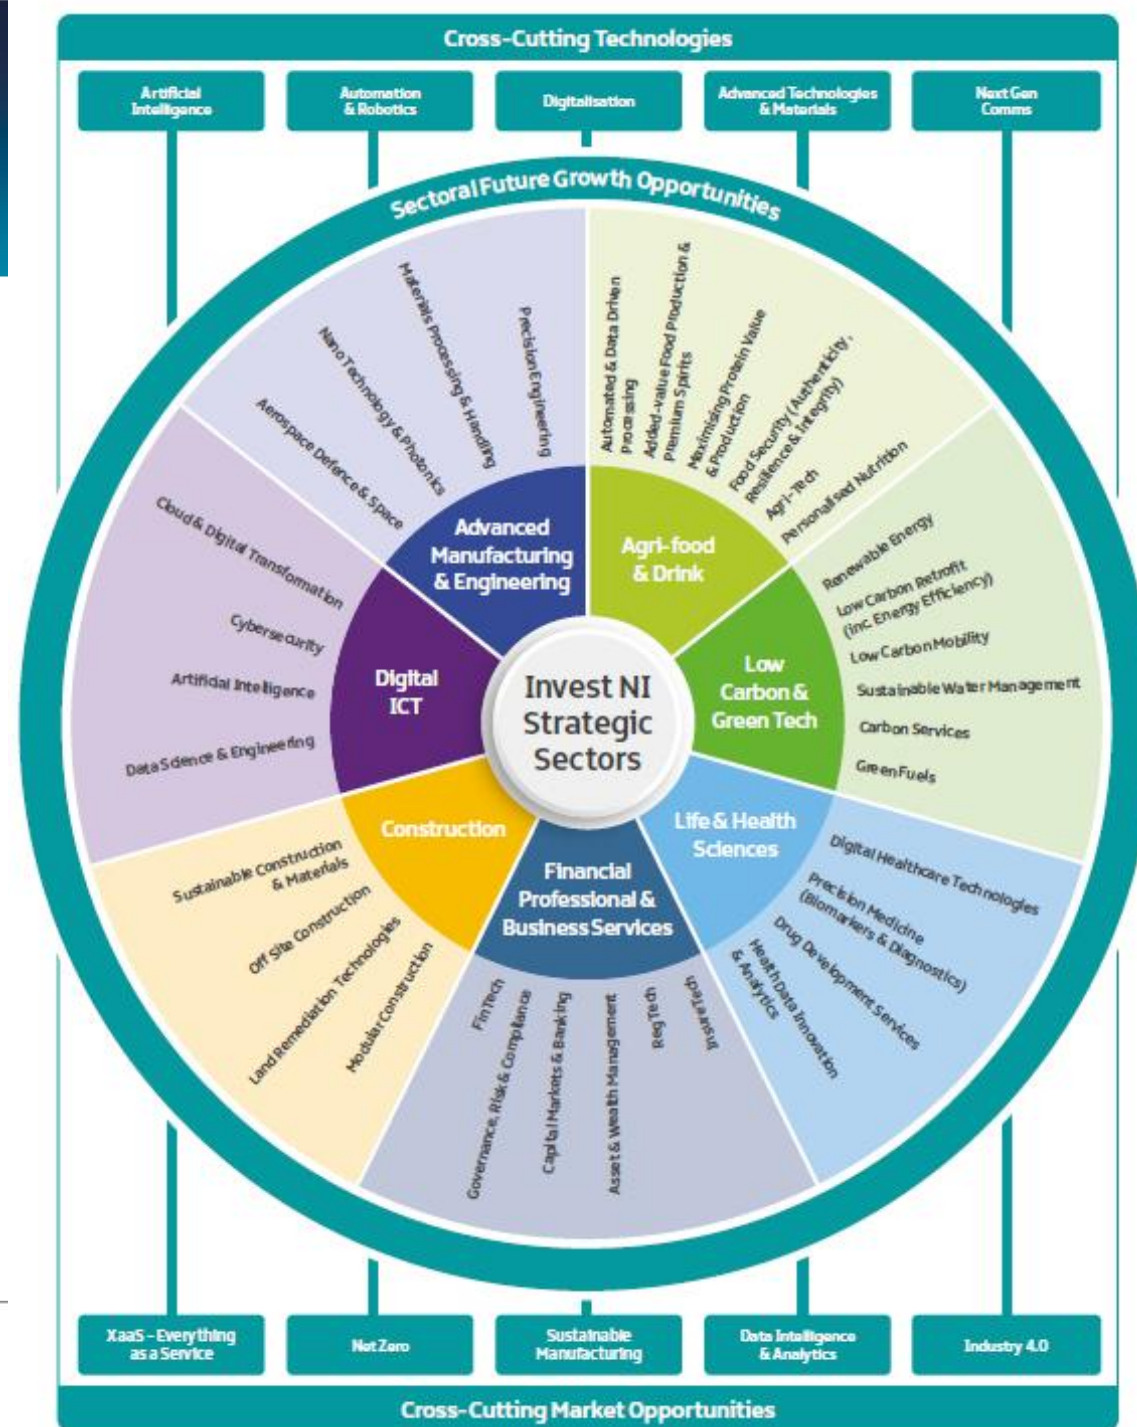 Cross-Cutting Technologies
Artificial
Intelligence
Automation
& Robotics
Digitalisation
Advanced Technologies
& Materials
Next Gen
Comms
Sectoral Future Growth Opportunities
Advanced
Manufacturing
& Engineering
Aerospace Defence & Space
Nano Technology & Photonics
Materials Processing & Handling
Precision Engineering
Agri-food
& Drink
Automated & Data Driven
processing
Added-value Food Production &
Premium Spirits
Maximising Protein Value
& Production
Food Security (Authenticity,
Resilience & Integrity)
Agri-Tech
Personalised Nutrition
Low
Carbon &
Green Tech
Renewable Energy
Low Carbon Retrofit
(inc. Energy Efficiency)
Low Carbon Mobility
Sustainable Water Management
Carbon Services
Green Fuels
Life & Health
Sciences
Digital Healthcare Technologies
Precision Medicine
(Biomarkers & Diagnostics)
Drug Development Services
Health Data Innovation
& Analytics
Financial
Professional &
Business Services
FinTech
Governance, Risk & Compliance
Capital Markets & Banking
Asset & Wealth Management
RegTech
InsureTech
Construction
Sustainable Construction
& Materials
Off Site Construction
Land Remediation Technologies
Modular Construction
Digital
ICT
Cloud & Digital Transformation
Cybersecurity
Artificial Intelligence
Data Science & Engineering
Invest NI
Strategic
Sectors
XaaS - Everything
as a Service
Net Zero
Sustainable
Manufacturing
Data Intelligence
& Analytics
Industry 4.0
Cross-Cutting Market Opportunities